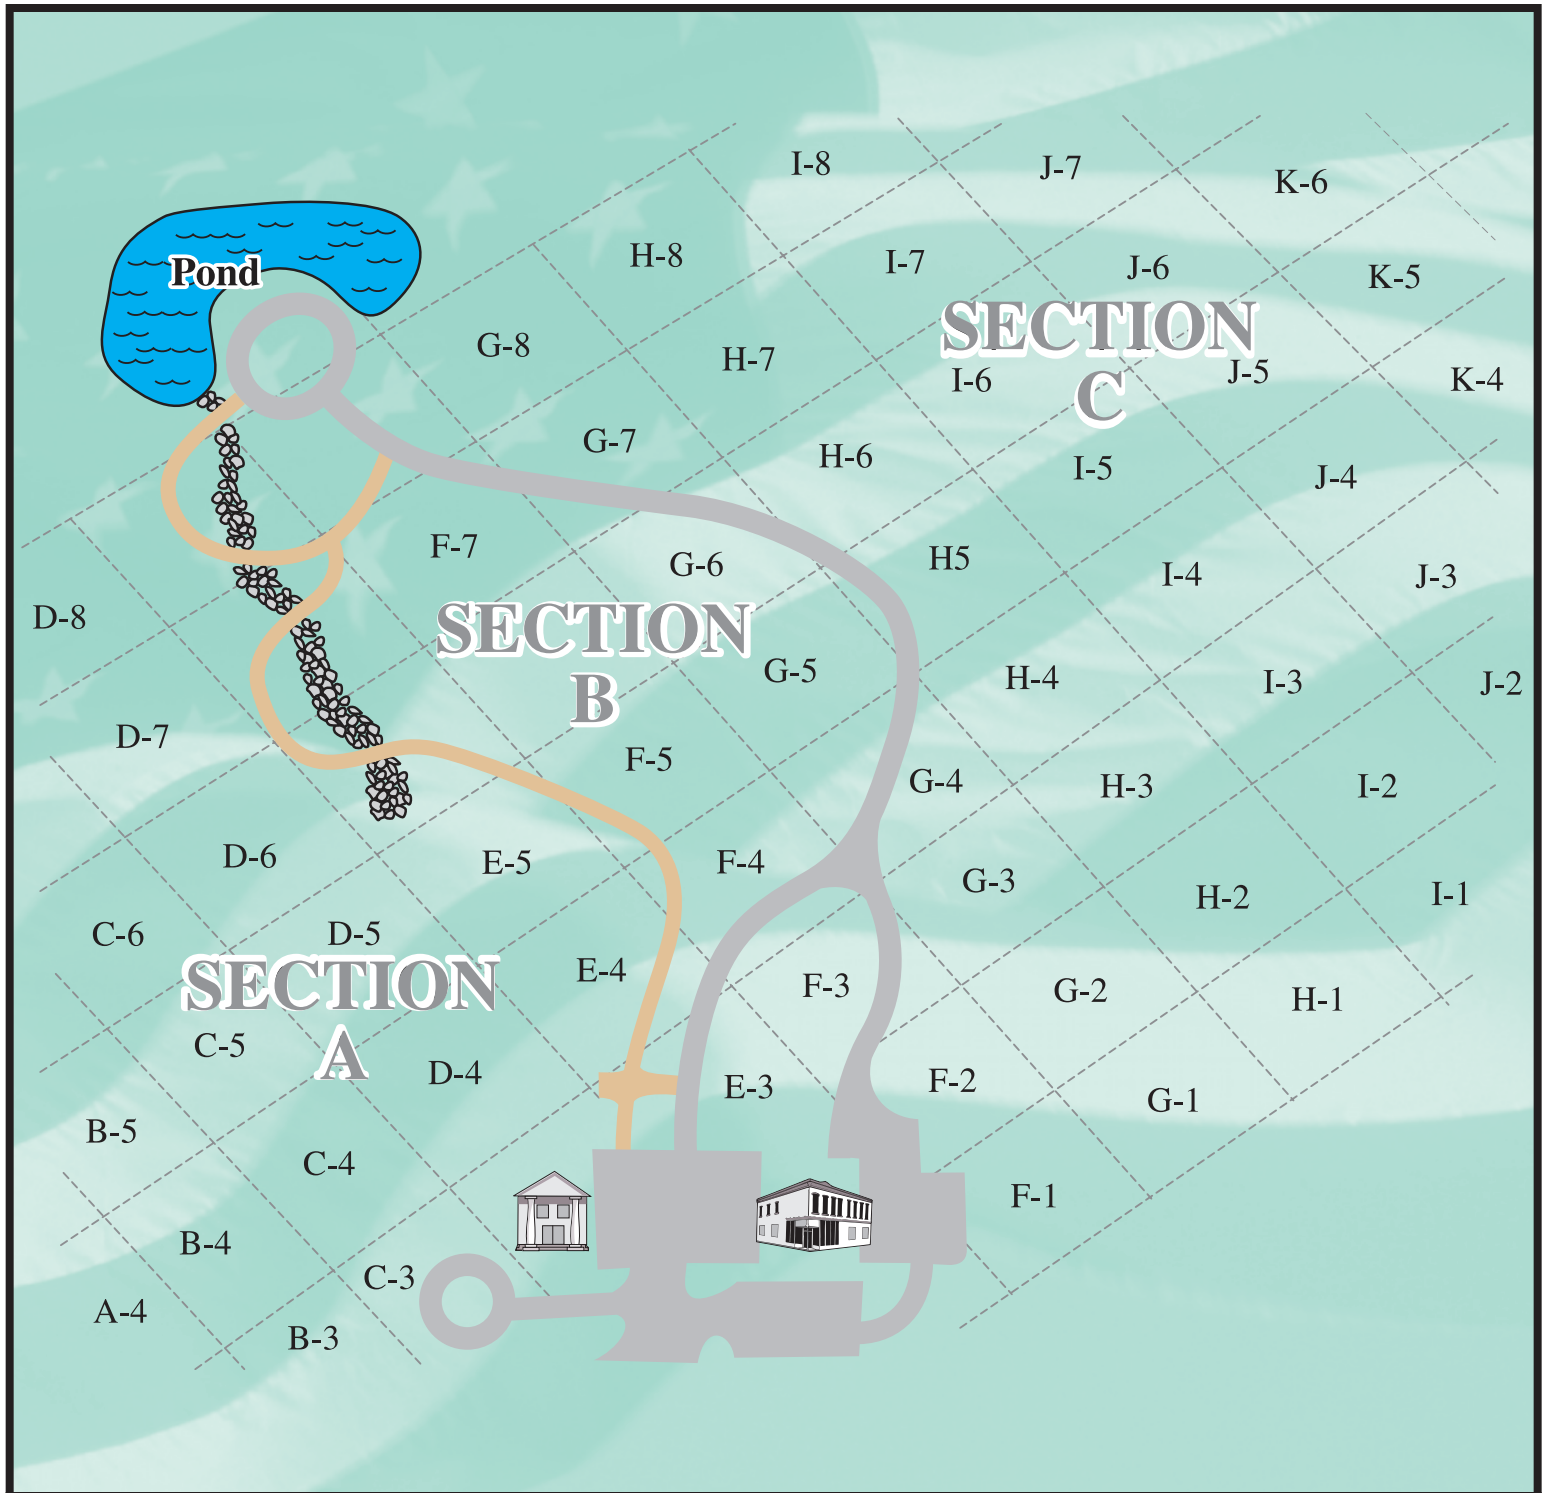 I-8
J-7
K-6
H-8
I-7
J-6
K-5
Pond
SECTION
C
G-8
H-7
I-6
J-5
K-4
G-7
H-6
I-5
J-4
F-7
G-6
H5
I-4
J-3
D-8
SECTION
B
G-5
H-4
I-3
J-2
D-7
F-5
G-4
H-3
I-2
D-6
E-5
F-4
G-3
H-2
I-1
C-6
D-5
SECTION
A
E-4
F-3
G-2
H-1
C-5
D-4
E-3
F-2
G-1
B-5
C-4
F-1
B-4
C-3
A-4
B-3